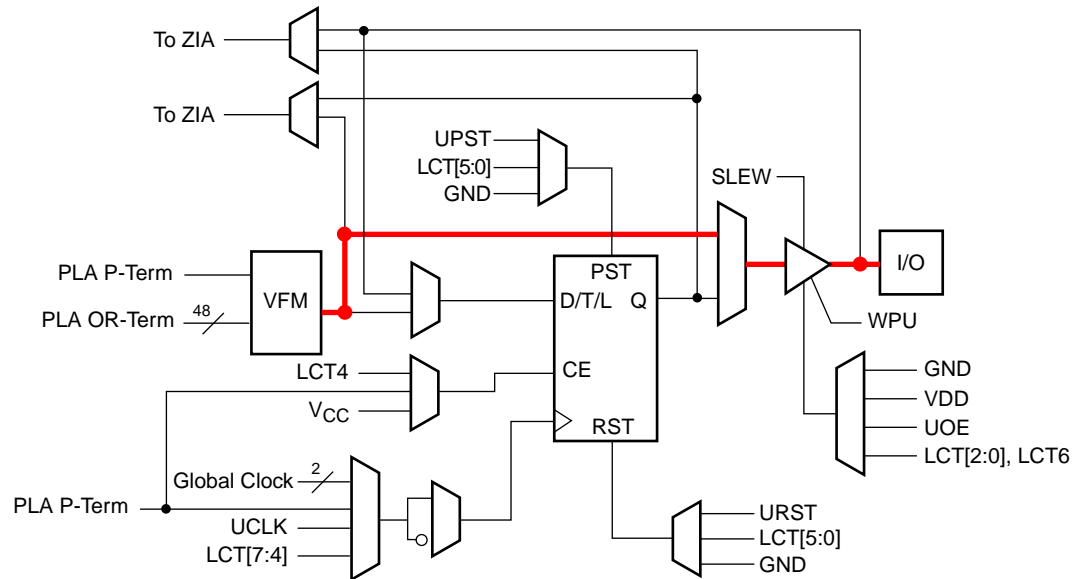 To ZIA
To ZIA
UPST
LCT[5:0]
GND
SLEW
PLA P-Term
VFM
PST
I/O
D/T/L
Q
PLA OR-Term
48
WPU
LCT4
CE
GND
VCC
VDD
RST
UOE
LCT[2:0], LCT6
Global Clock
2
PLA P-Term
UCLK
URST
LCT[7:4]
LCT[5:0]
GND